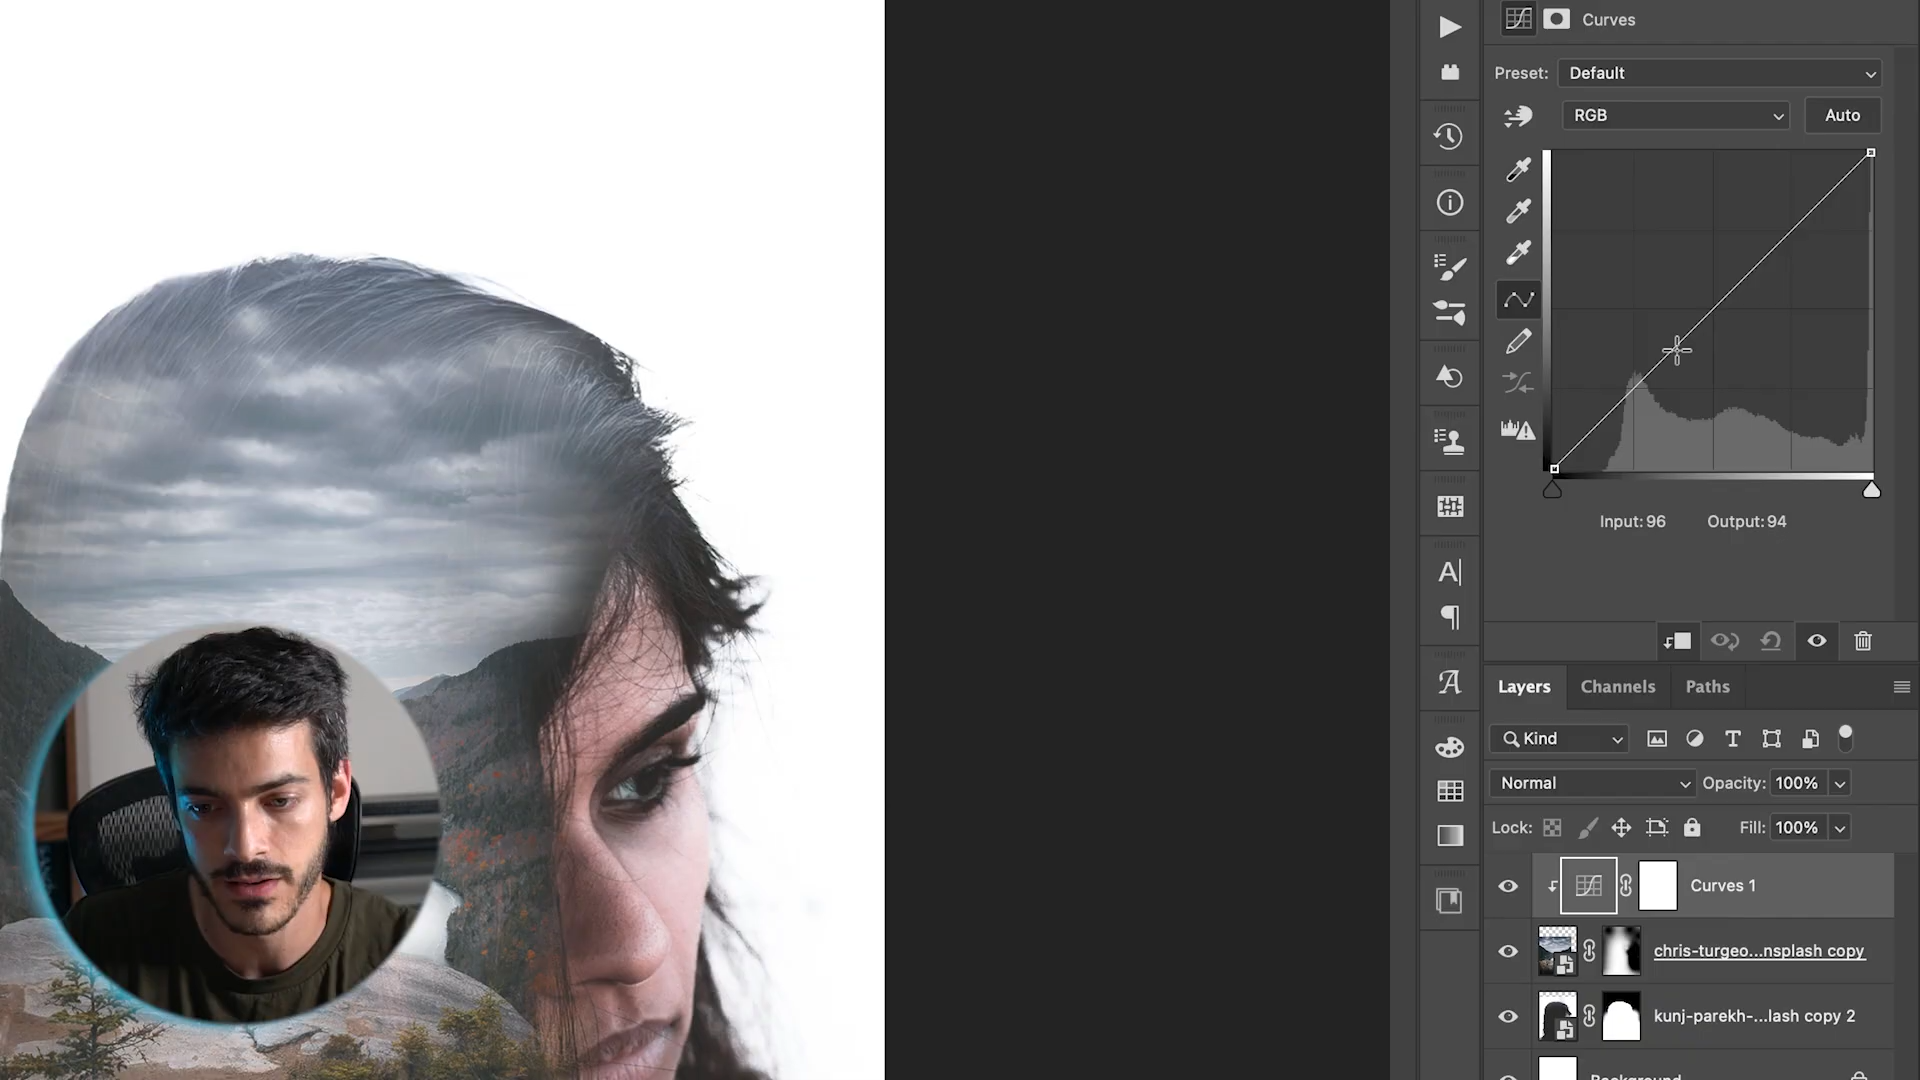 Curves
Preset: Default
RGB Auto
Input: 96 Output: 94
Layers Channels Paths
Kind
Normal Opacity: 100%
Lock: Fill: 100%
Curves 1
chris-turgeo...nsplash copy
kunj-parekh-...lash copy 2
Background